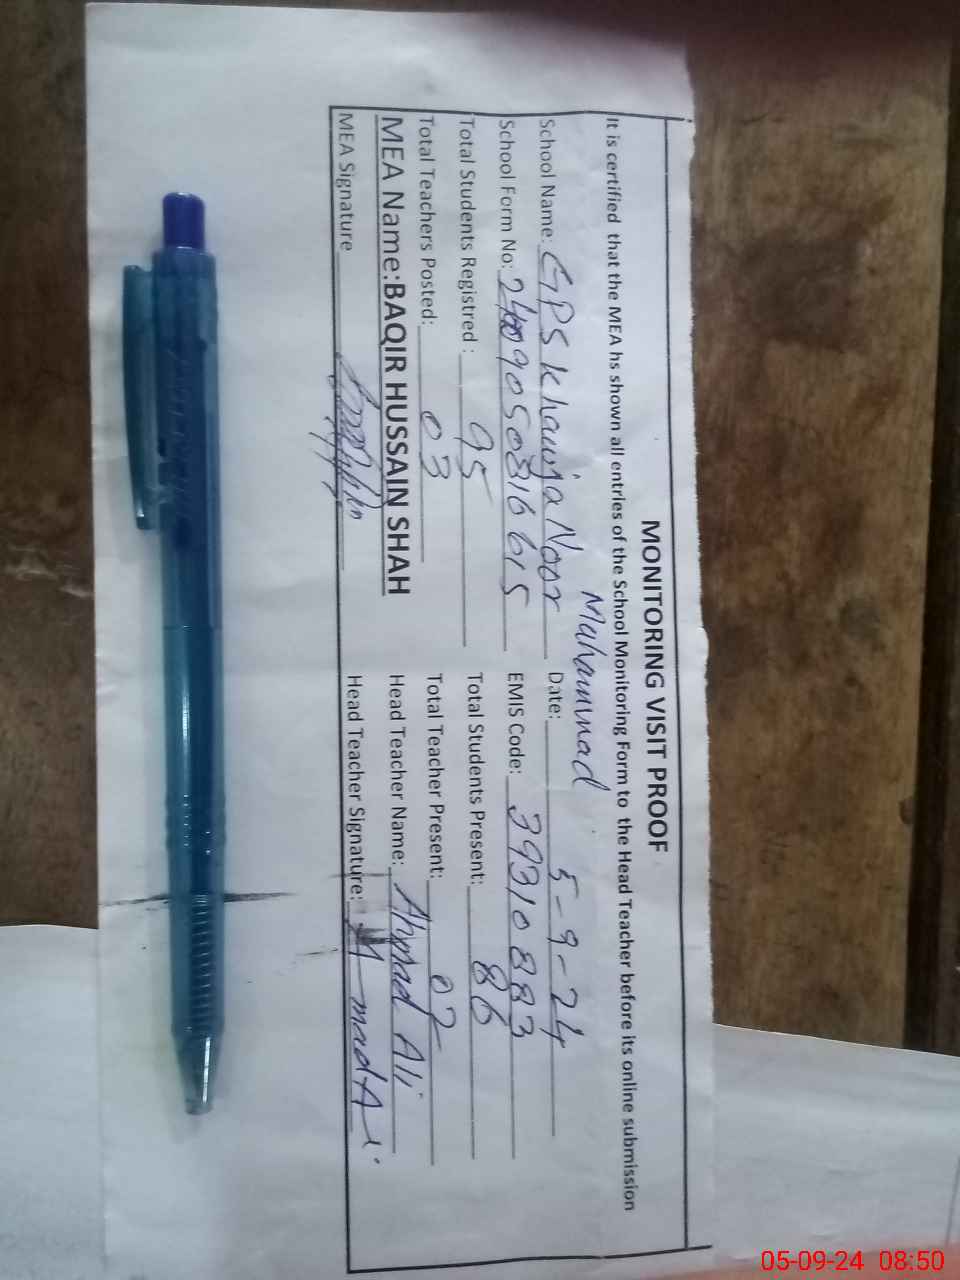 MONITORING VISIT PROOF
It is certified that the MEA hs shown all entries of the School Monitoring Form to the Head Teacher before its online submission
School Name: GPS Khawja Noor Muhammad Date: 5-9-24
School Form No: EMIS Code: 39310883
Total Students Registred : 95 Total Students Present: 86
Total Teachers Posted: 03 Total Teacher Present: 02
MEA Name:BAQIR HUSSAIN SHAH Head Teacher Name: Ahmad Ali
MEA Signature Head Teacher Signature:
05-09-24 08:50